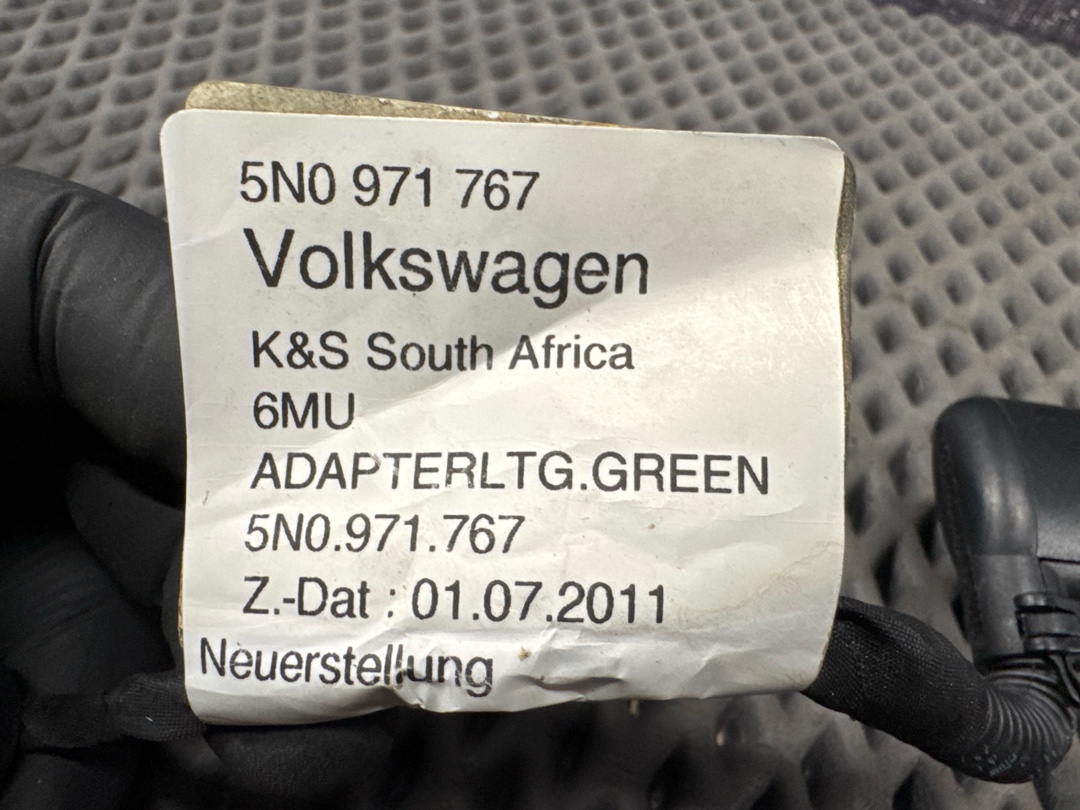 5N0 971 767
Volkswagen
K&S South Africa
6MU
ADAPTERLTG.GREEN
5N0.971.767
Z.-Dat : 01.07.2011
Neuerstellung